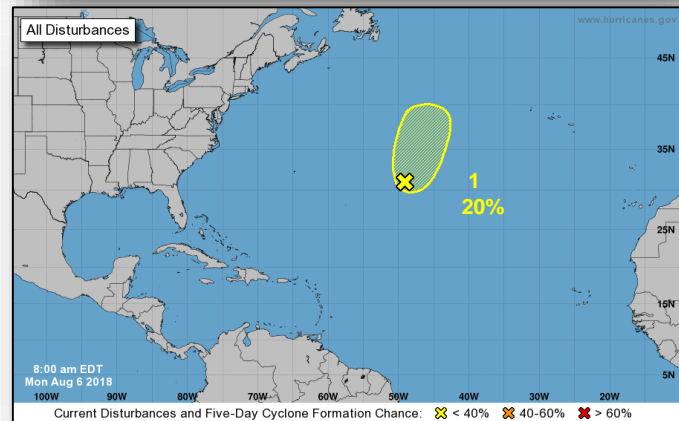 All Disturbances
www.hurricanes.gov
45N
35N
1
20%
25N
15N
5N
8:00 am EDT
Mon Aug 6 2018
100W 90W 80W 70W 60W 50W 40W 30W 20W
Current Disturbances and Five-Day Cyclone Formation Chance: < 40% 40-60% > 60%